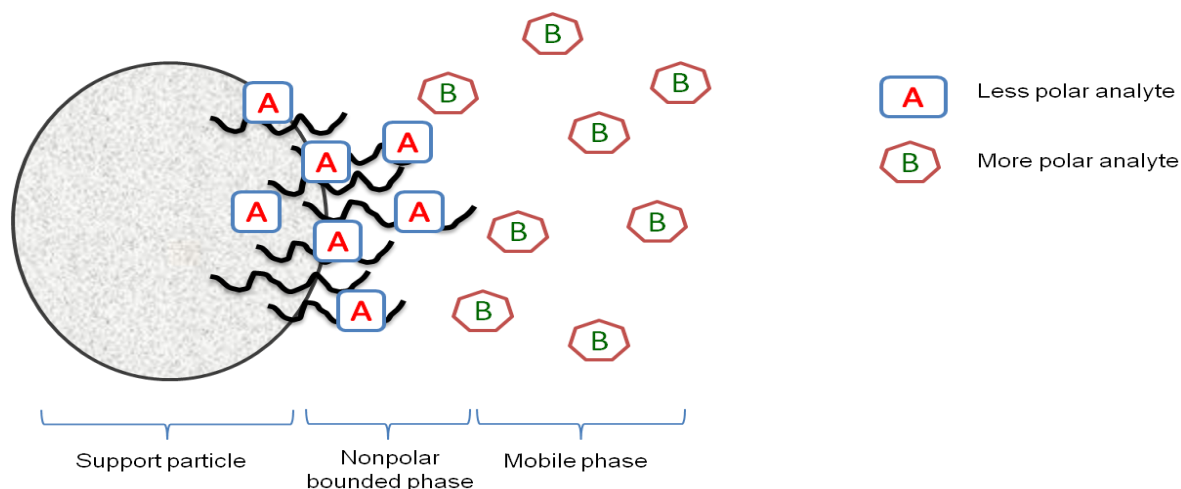 B
B
A
B
B
A
A
A
A
B
B
A
A
B
B
A Less polar analyte
B More polar analyte
Support particle
Nonpolar
bounded phase
Mobile phase